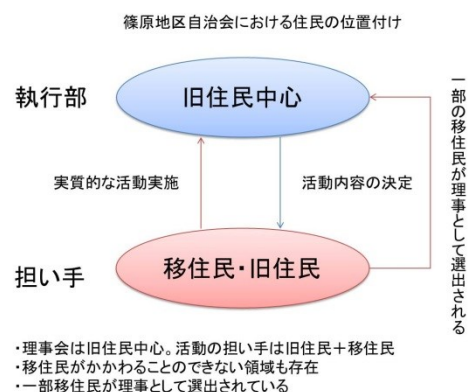 篠原地区自治会における住民の位置付け
執行部
旧住民中心
実質的な活動実施
活動内容の決定
一部の移住民が理事として選出される
担い手
移住民・旧住民
・理事会は旧住民中心。活動の担い手は旧住民+移住民
・移住民がかかわることのできない領域も存在
・一部移住民が理事として選出されている